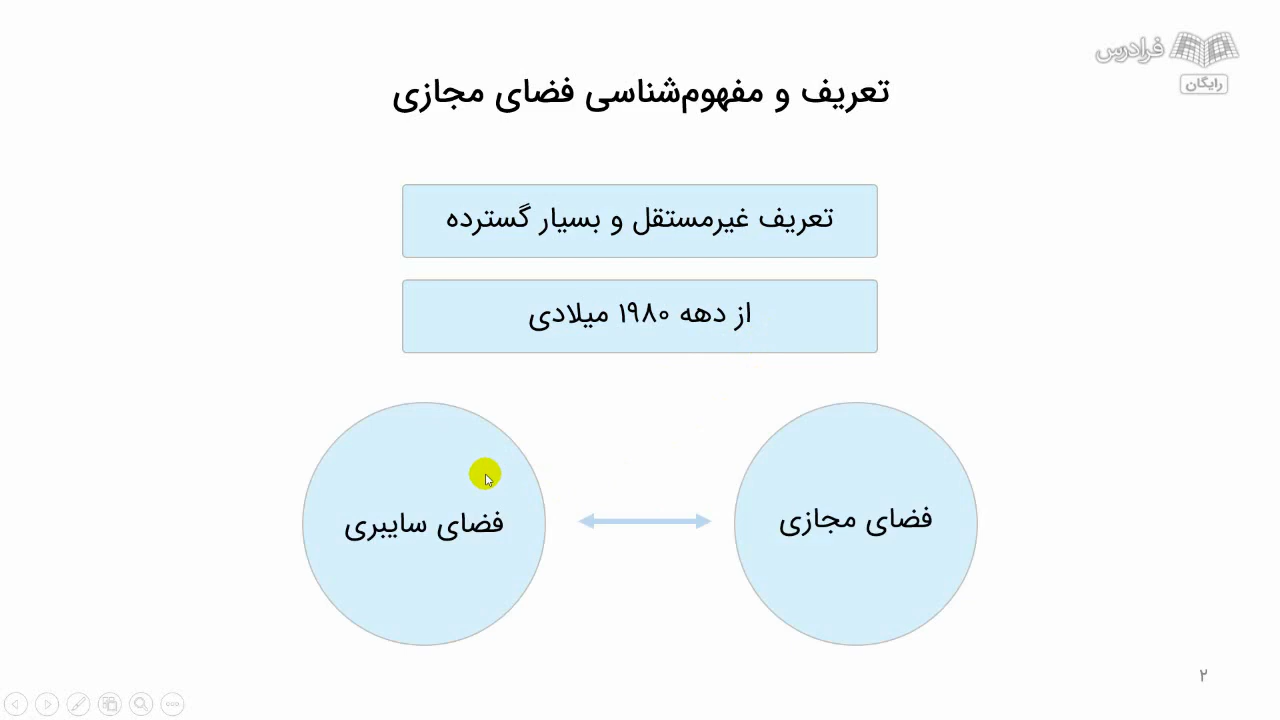 فرادرس
رایگان
تعریف و مفهوم‌شناسی فضای مجازی
تعریف غیرمستقل و بسیار گسترده
از دهه ۱۹۸۰ میلادی
فضای مجازی
فضای سایبری
۲